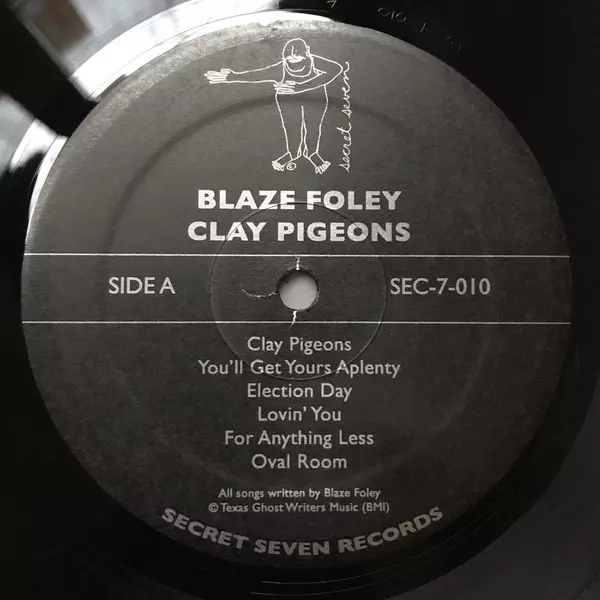 secret seven
BLAZE FOLEY
CLAY PIGEONS
SIDE A
SEC-7-010
Clay Pigeons
You'll Get Yours Aplenty
Election Day
Lovin' You
For Anything Less
Oval Room
All songs written by Blaze Foley
© Texas Ghost Writers Music (BMI)
SECRET SEVEN RECORDS